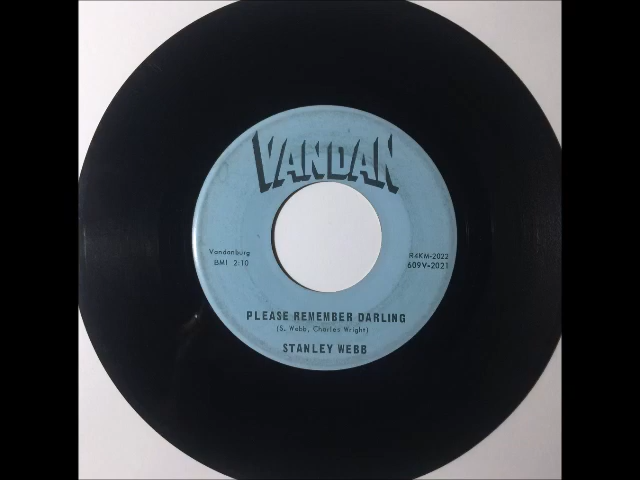 VANDAN
Vandanburg
BMI 2:10
R4KM-2022
609V-2021
PLEASE REMEMBER DARLING
(S. Webb, Charles Wright)
STANLEY WEBB